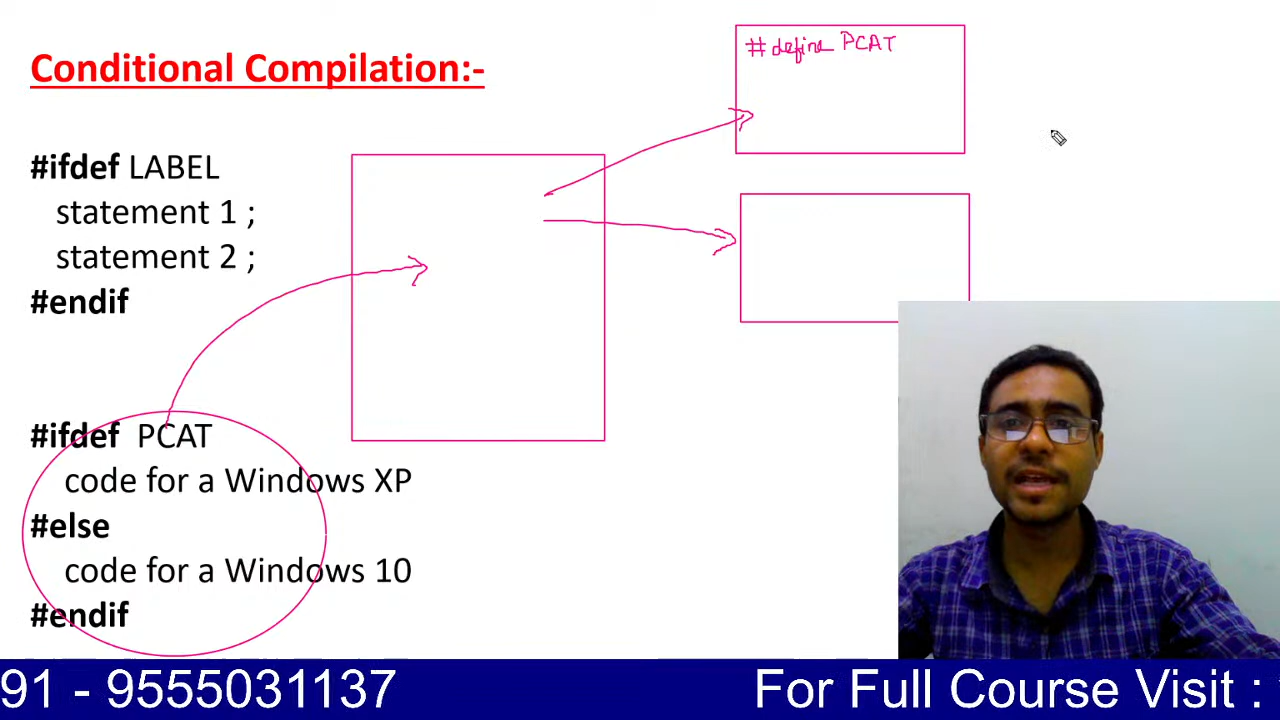 Conditional Compilation:-
#ifdef LABEL
statement 1 ;
statement 2 ;
#endif
#ifdef PCAT
code for a Windows XP
#else
code for a Windows 10
#endif
#define PCAT
91 - 9555031137
For Full Course Visit :